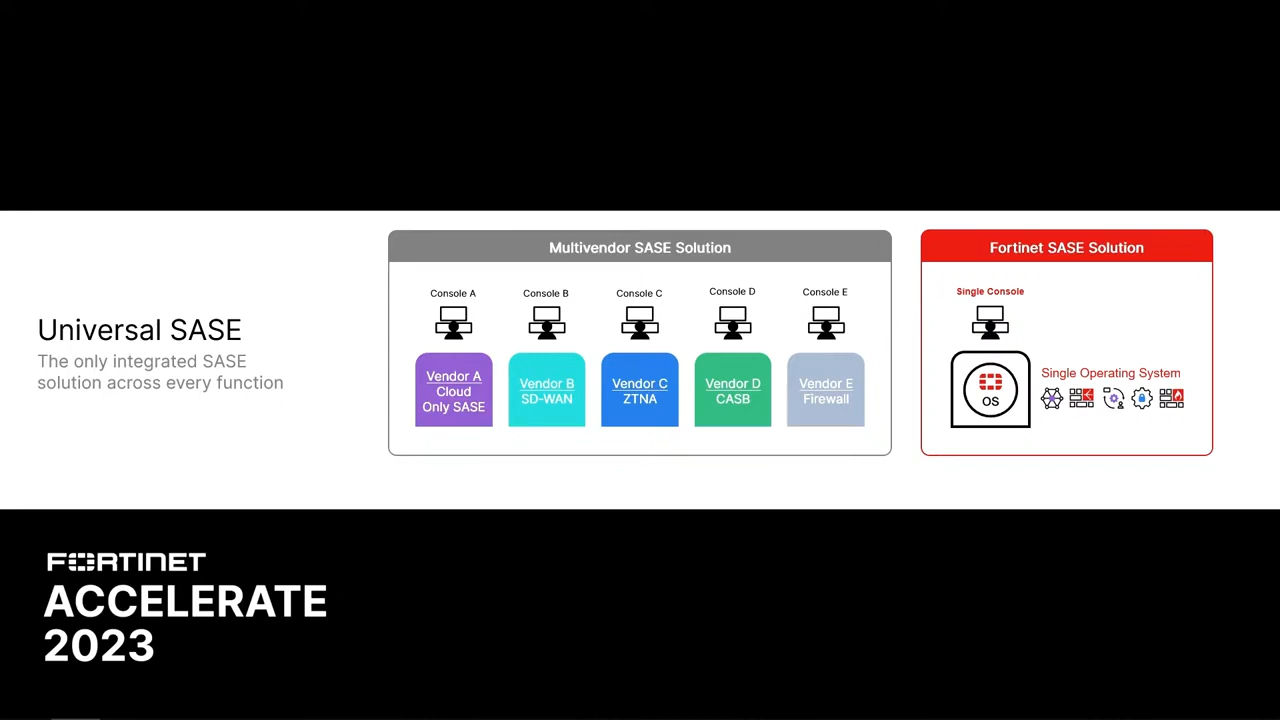 Universal SASE
The only integrated SASE
solution across every function
Multivendor SASE Solution
Console A
Console B
Console C
Console D
Console E
Vendor A
Cloud
Only SASE
Vendor B
SD-WAN
Vendor C
ZTNA
Vendor D
CASB
Vendor E
Firewall
Fortinet SASE Solution
Single Console
OS
Single Operating System
FORTINET
ACCELERATE
2023